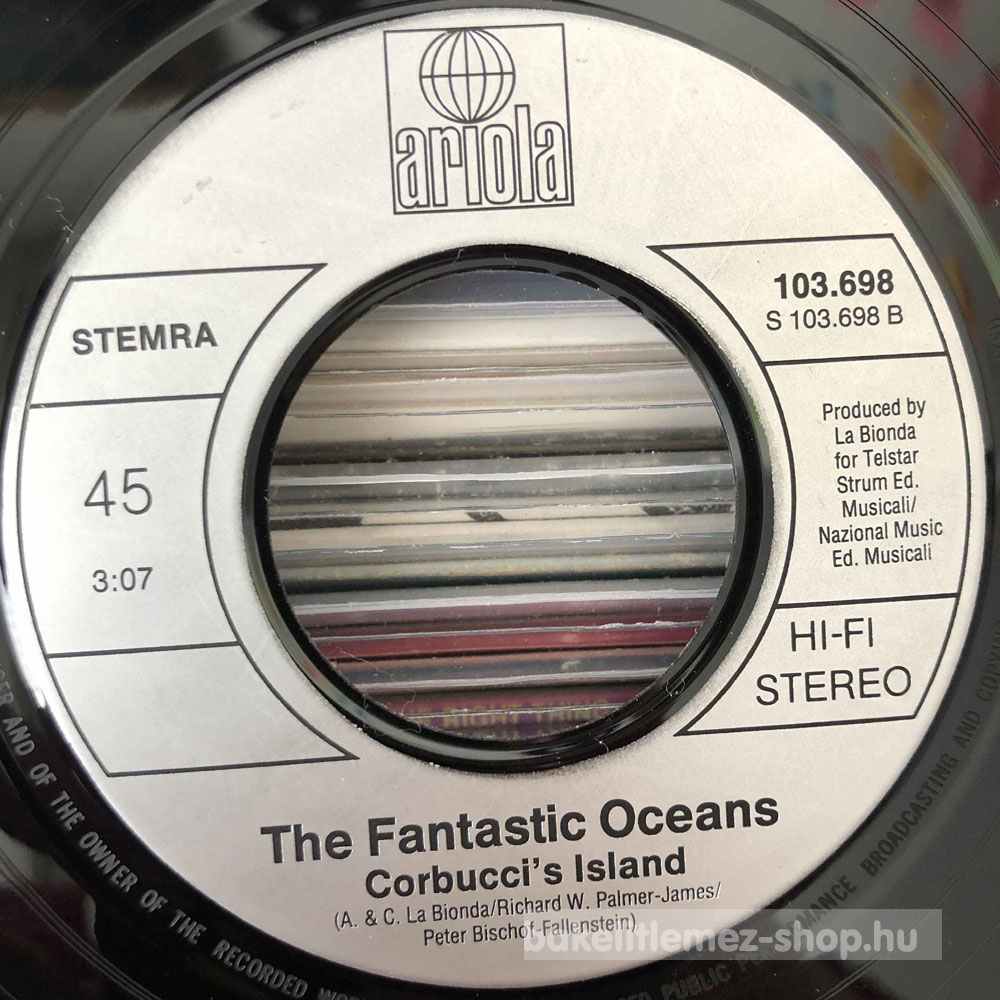 ariola
STEMRA
45
3:07
103.698
S 103.698 B
Produced by
La Bionda
for Telstar
Strum Ed.
Musicali/
Nazional Music
Ed. Musicali
HI-FI
STEREO
The Fantastic Oceans
Corbucci's Island
(A. & C. La Bionda/Richard W. Palmer-James/
Peter Bischof-Fallenstein)
AND OF THE OWNER OF THE RECORDED
PUBLIC BROADCASTING AND
RIGHT
bakelitlemez-shop.hu